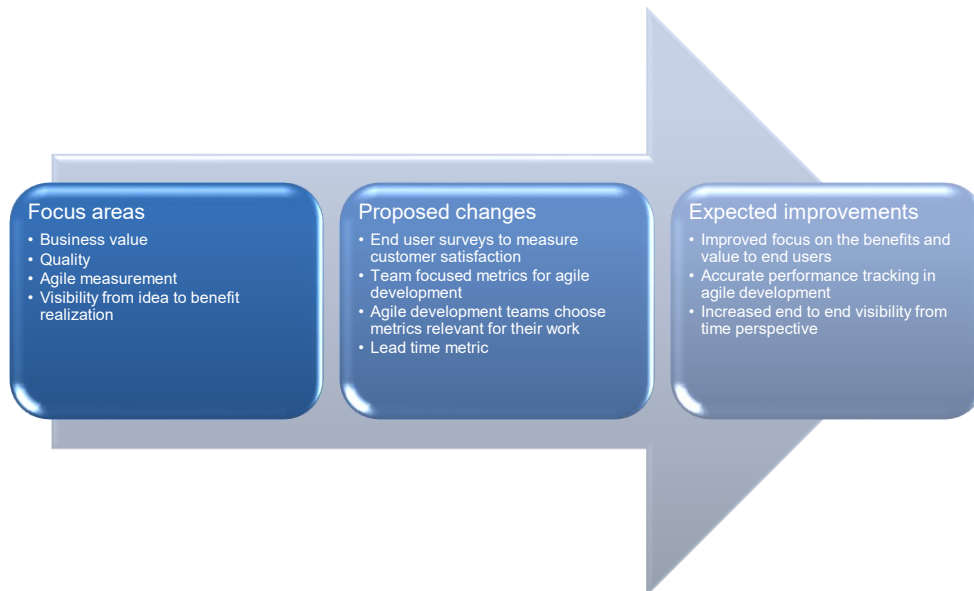 Focus areas
• Business value
• Quality
• Agile measurement
• Visibility from idea to benefit
realization
Proposed changes
• End user surveys to measure
customer satisfaction
• Team focused metrics for agile
development
• Agile development teams choose
metrics relevant for their work
• Lead time metric
Expected improvements
• Improved focus on the benefits and
value to end users
• Accurate performance tracking in
agile development
• Increased end to end visibility from
time perspective